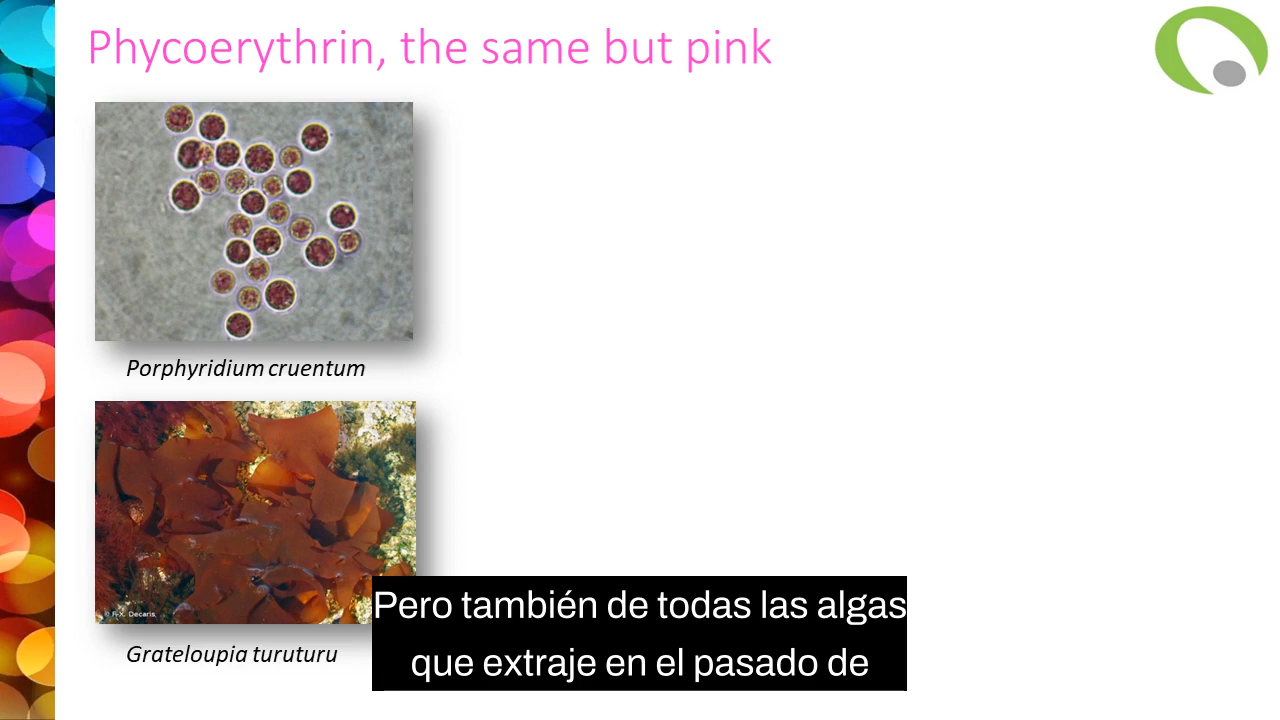 Phycoerythrin, the same but pink
Porphyridium cruentum
© F-X. Decaris.
Grateloupia turuturu
Pero también de todas las algas
que extraje en el pasado de